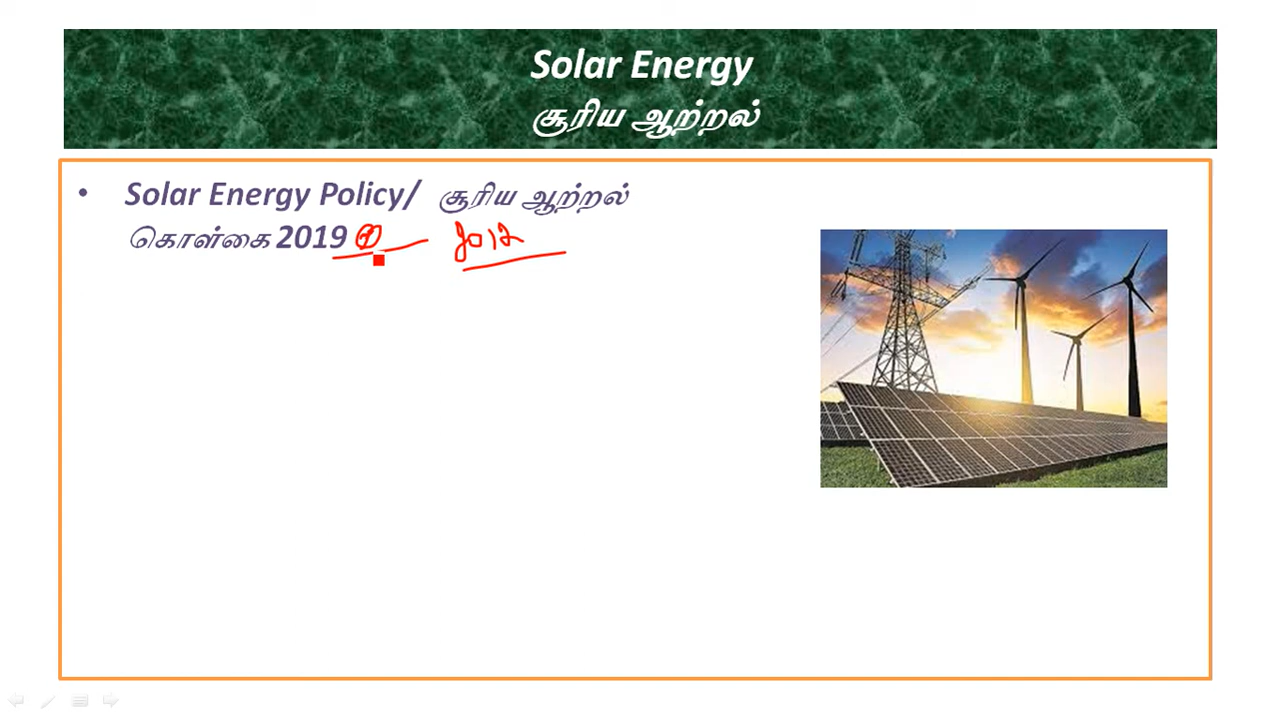 Solar Energy
சூரிய ஆற்றல்
• Solar Energy Policy/ சூரிய ஆற்றல்
கொள்கை 2019 2012